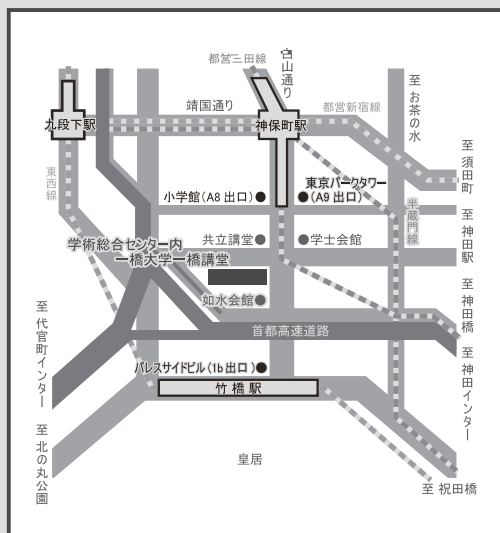 都営三田線
白山通り
靖国通り
都営新宿線
至 お茶の水
九段下駅
神保町駅
東西線
至 須田町
小学館（A8 出口）
東京パークタワー
（A9 出口）
半蔵門線
至 神田駅
共立講堂
学士会館
学術総合センター内
一橋大学一橋講堂
如水会館
至 神田橋
至 代官町インター
首都高速道路
至 神田インター
パレスサイドビル（1b 出口）
竹橋駅
至 北の丸公園
皇居
至 祝田橋